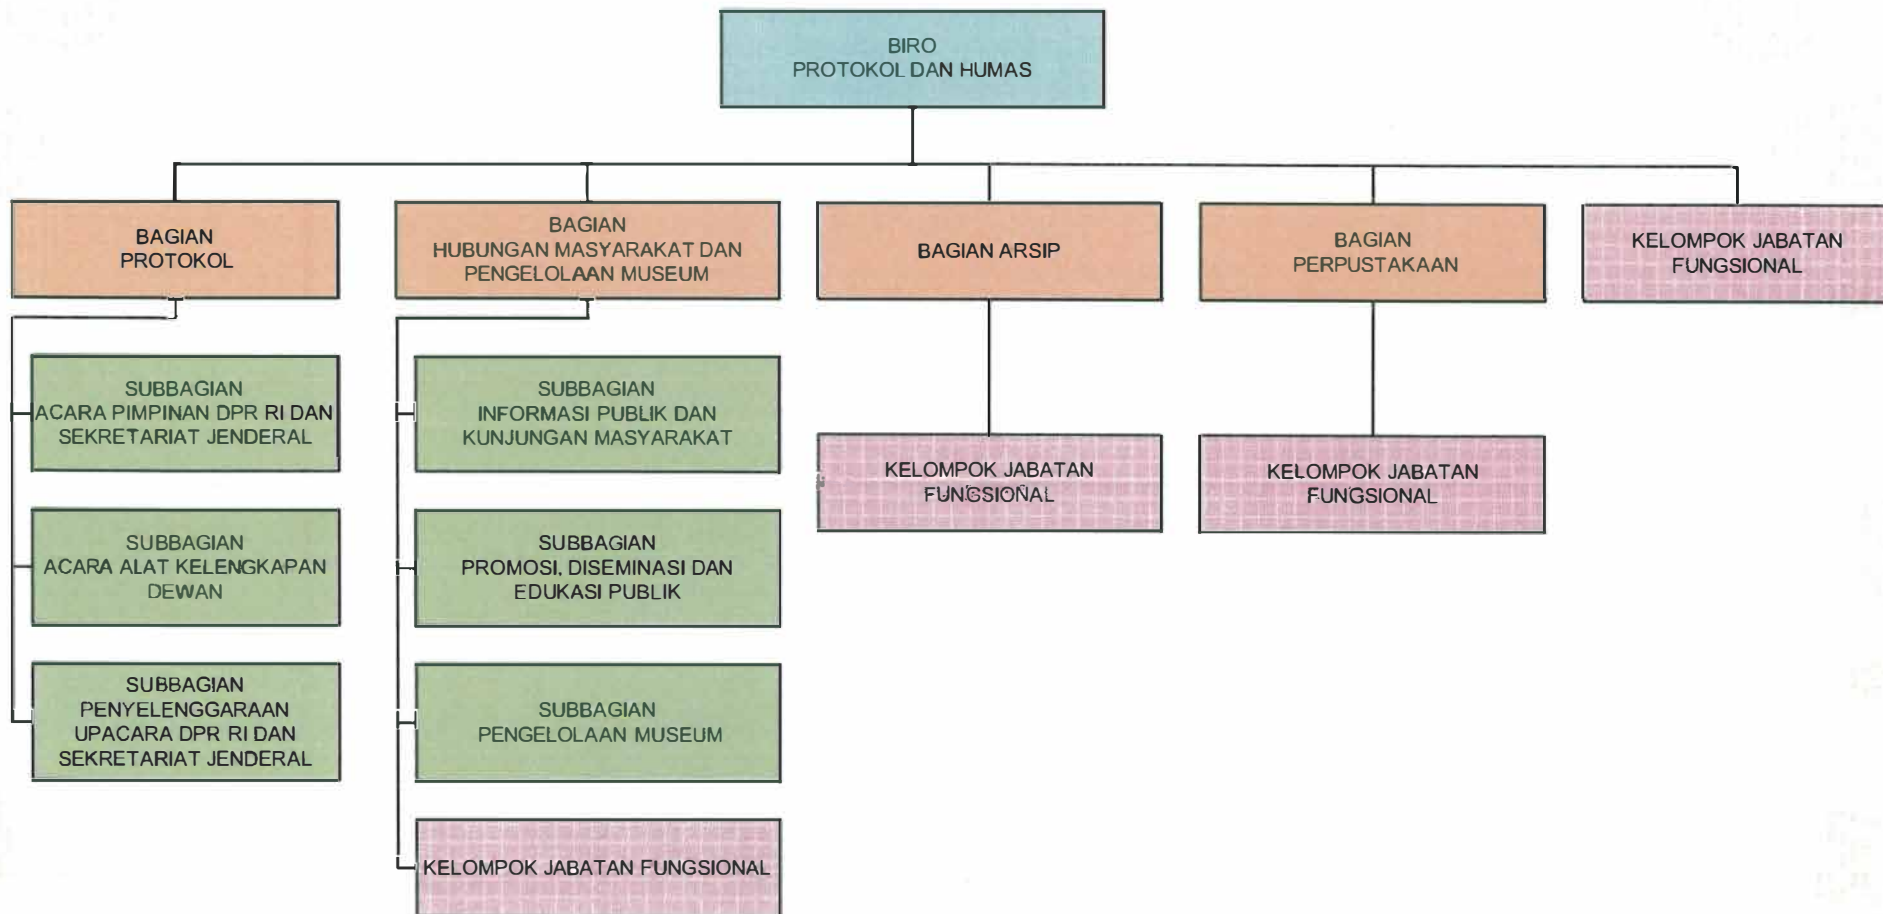 BIRO
PROTOKOL DAN HUMAS
BAGIAN
PROTOKOL
BAGIAN
HUBUNGAN MASYARAKAT DAN
PENGELOLAAN MUSEUM
BAGIAN ARSIP
BAGIAN
PERPUSTAKAAN
KELOMPOK JABATAN
FUNGSIONAL
SUBBAGIAN
ACARA PIMPINAN DPR RI DAN
SEKRETARIAT JENDERAL
SUBBAGIAN
ACARA ALAT KELENGKAPAN
DEWAN
SUBBAGIAN
PENYELENGGARAAN
UPACARA DPR RI DAN
SEKRETARIAT JENDERAL
SUBBAGIAN
INFORMASI PUBLIK DAN
KUNJUNGAN MASYARAKAT
SUBBAGIAN
PROMOSI, DISEMINASI DAN
EDUKASI PUBLIK
SUBBAGIAN
PENGELOLAAN MUSEUM
KELOMPOK JABATAN FUNGSIONAL
KELOMPOK JABATAN
FUNGSIONAL
KELOMPOK JABATAN
FUNGSIONAL